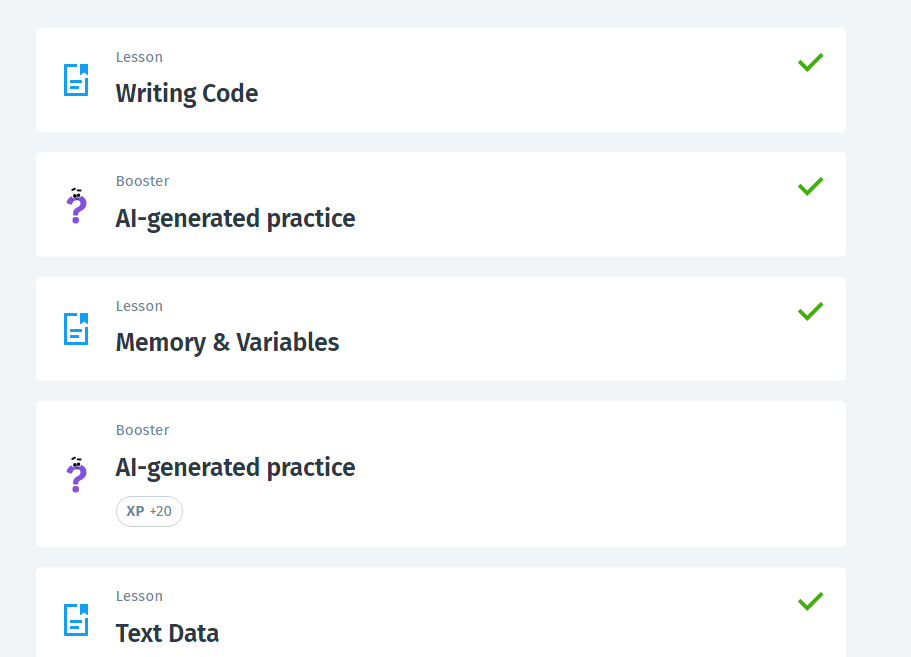 Lesson
Writing Code
Booster
AI-generated practice
Lesson
Memory & Variables
Booster
AI-generated practice
XP +20
Lesson
Text Data